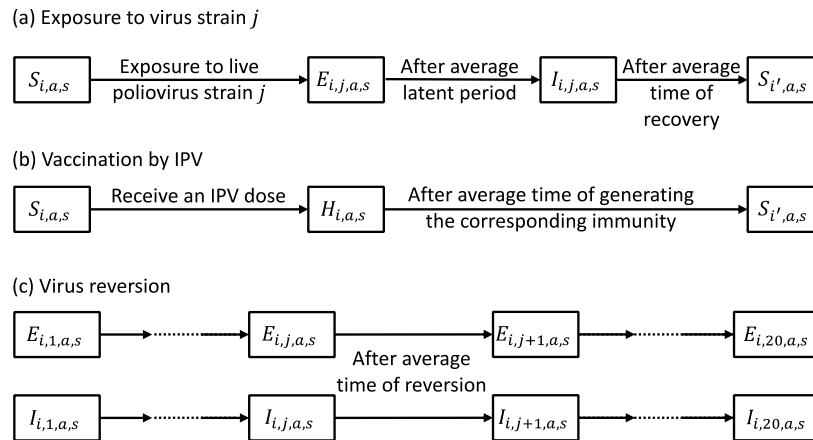 (a) Exposure to virus strain j
S_{i,a,s} Exposure to live poliovirus strain j E_{i,j,a,s} After average latent period I_{i,j,a,s} After average time of recovery S_{i′,a,s}
(b) Vaccination by IPV
S_{i,a,s} Receive an IPV dose H_{i,a,s} After average time of generating the corresponding immunity S_{i′,a,s}
(c) Virus reversion
E_{i,1,a,s} E_{i,j,a,s} E_{i,j+1,a,s} E_{i,20,a,s}
After average
time of reversion
I_{i,1,a,s} I_{i,j,a,s} I_{i,j+1,a,s} I_{i,20,a,s}